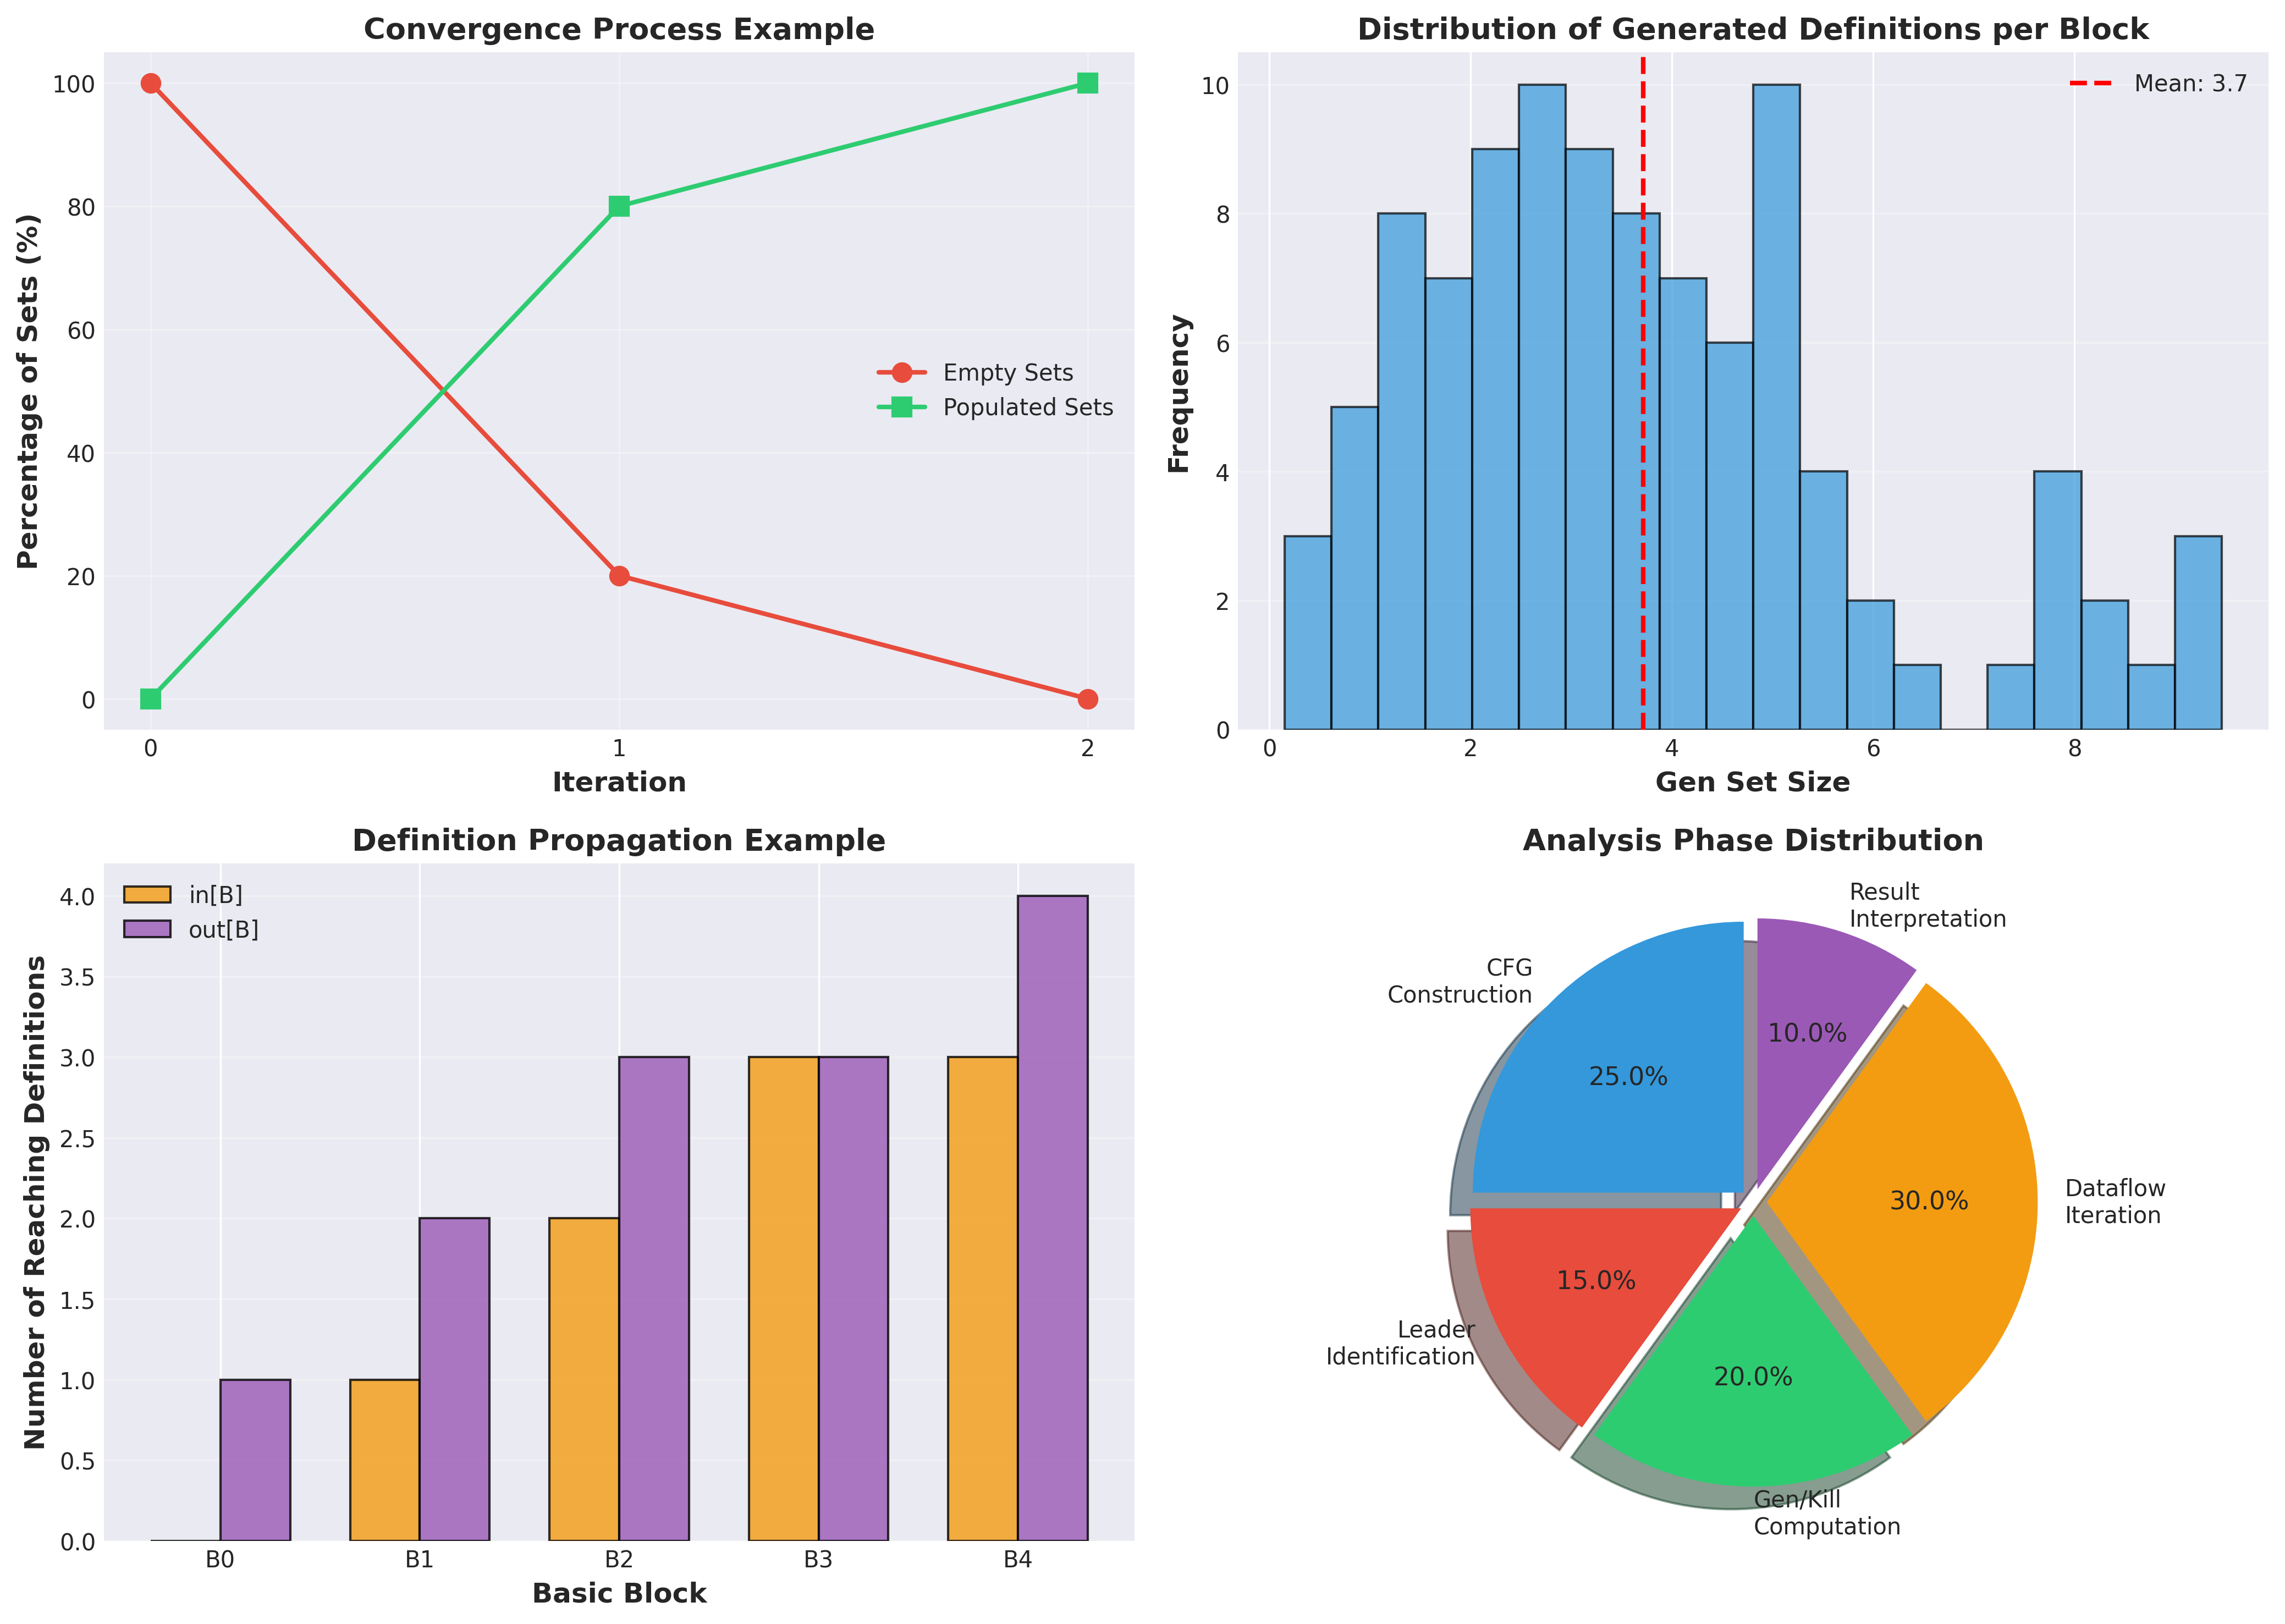 Convergence Process Example
Percentage of Sets (%)
100
80
60
40
20
0
Empty Sets
Populated Sets
0 1 2
Iteration
Distribution of Generated Definitions per Block
Frequency
10
8
6
4
2
0
Mean: 3.7
0 2 4 6 8
Gen Set Size
Definition Propagation Example
Number of Reaching Definitions
4.0
3.5
3.0
2.5
2.0
1.5
1.0
0.5
0.0
in[B]
out[B]
B0 B1 B2 B3 B4
Basic Block
Analysis Phase Distribution
Result
Interpretation
10.0%
CFG
Construction
25.0%
Dataflow
Iteration
30.0%
Leader
Identification
15.0%
20.0%
Gen/Kill
Computation